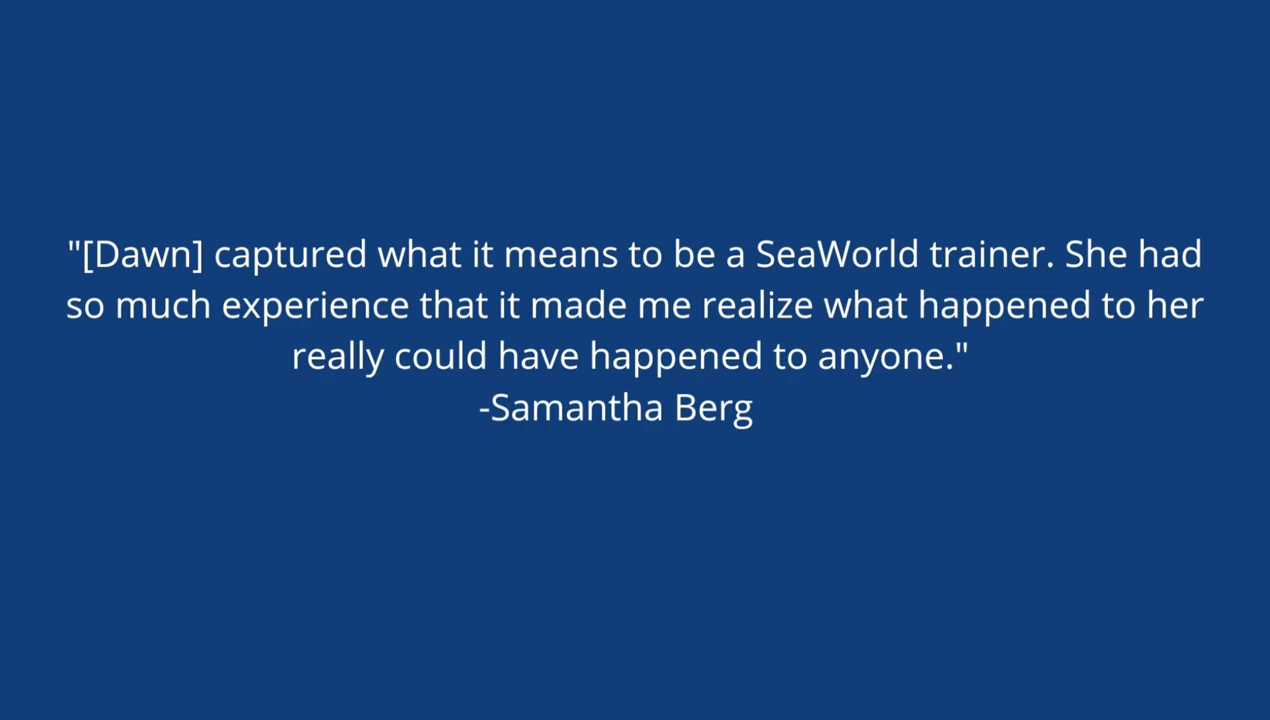 "[Dawn] captured what it means to be a SeaWorld trainer. She had
so much experience that it made me realize what happened to her
really could have happened to anyone."
-Samantha Berg